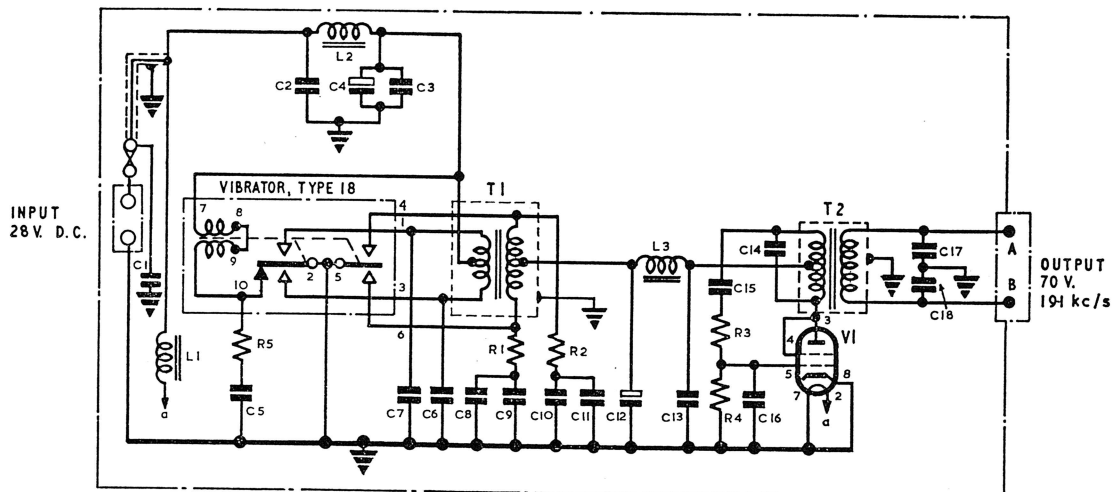 INPUT
28V. D.C.
C1
a
L1
L2
C2
C4
C3
VIBRATOR, TYPE 18
7
8
9
10
2
5
4
3
6
R5
C5
T1
R1
R2
C7
C6
C8
C9
C10
C11
C12
C13
L3
C14
C15
R3
R4
C16
T2
V1
3
4
5
7
8
2
a
C17
C18
A
B
OUTPUT
70 V.
19·1 kc/s